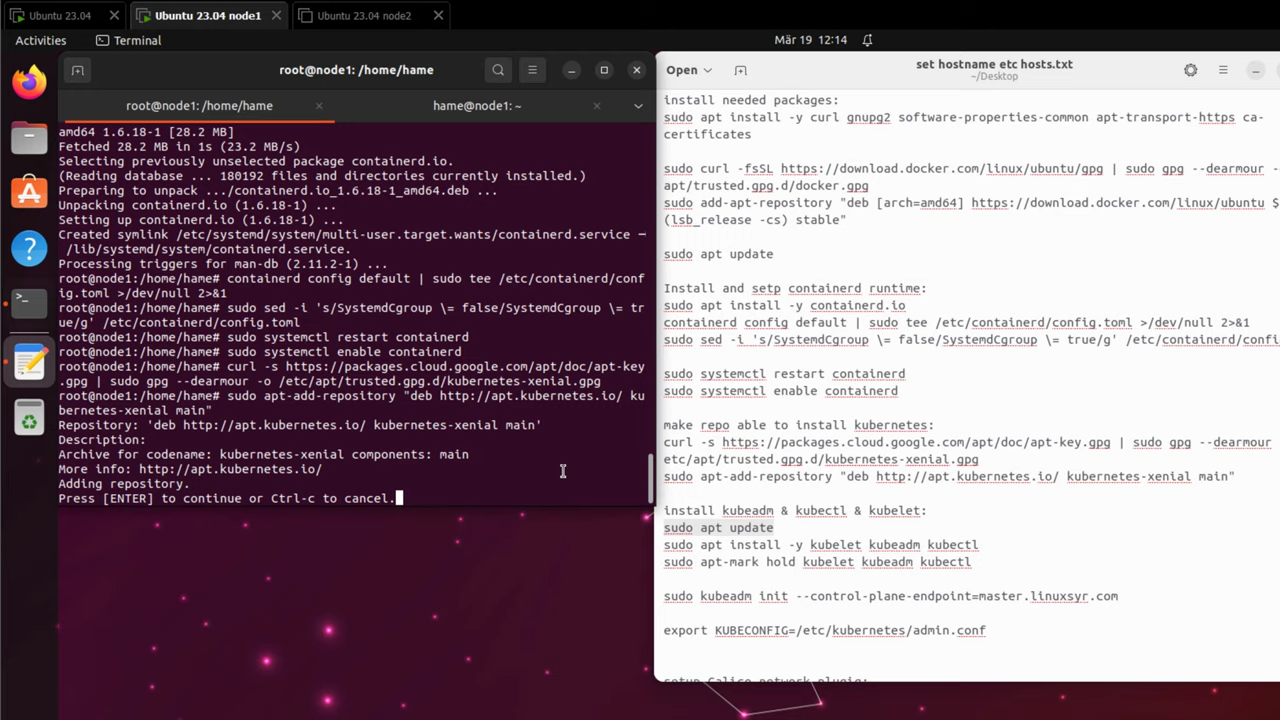 Ubuntu 23.04
Ubuntu 23.04 node1
Ubuntu 23.04 node2
Activities
Terminal
Mär 19 12:14
root@node1: /home/hame
root@node1: /home/hame
hame@node1: ~
amd64 1.6.18-1 [28.2 MB]
Fetched 28.2 MB in 1s (23.2 MB/s)
Selecting previously unselected package containerd.io.
(Reading database ... 180192 files and directories currently installed.)
Preparing to unpack .../containerd.io_1.6.18-1_amd64.deb ...
Unpacking containerd.io (1.6.18-1) ...
Setting up containerd.io (1.6.18-1) ...
Created symlink /etc/systemd/system/multi-user.target.wants/containerd.service →
/lib/systemd/system/containerd.service.
Processing triggers for man-db (2.11.2-1) ...
root@node1:/home/hame# containerd config default | sudo tee /etc/containerd/conf
ig.toml >/dev/null 2>&1
root@node1:/home/hame# sudo sed -i 's/SystemdCgroup \= false/SystemdCgroup \= tr
ue/g' /etc/containerd/config.toml
root@node1:/home/hame# sudo systemctl restart containerd
root@node1:/home/hame# sudo systemctl enable containerd
root@node1:/home/hame# curl -s https://packages.cloud.google.com/apt/doc/apt-key
.gpg | sudo gpg --dearmour -o /etc/apt/trusted.gpg.d/kubernetes-xenial.gpg
root@node1:/home/hame# sudo apt-add-repository "deb http://apt.kubernetes.io/ ku
bernetes-xenial main"
Repository: 'deb http://apt.kubernetes.io/ kubernetes-xenial main'
Description:
Archive for codename: kubernetes-xenial components: main
More info: http://apt.kubernetes.io/
Adding repository.
Press [ENTER] to continue or Ctrl-c to cancel.
Open
set hostname etc hosts.txt
~/Desktop
install needed packages:
sudo apt install -y curl gnupg2 software-properties-common apt-transport-https ca-
certificates
sudo curl -fsSL https://download.docker.com/linux/ubuntu/gpg | sudo gpg --dearmour -
apt/trusted.gpg.d/docker.gpg
sudo add-apt-repository "deb [arch=amd64] https://download.docker.com/linux/ubuntu $
(lsb_release -cs) stable"
sudo apt update
Install and setp containerd runtime:
sudo apt install -y containerd.io
containerd config default | sudo tee /etc/containerd/config.toml >/dev/null 2>&1
sudo sed -i 's/SystemdCgroup \= false/SystemdCgroup \= true/g' /etc/containerd/config
sudo systemctl restart containerd
sudo systemctl enable containerd
make repo able to install kubernetes:
curl -s https://packages.cloud.google.com/apt/doc/apt-key.gpg | sudo gpg --dearmour
etc/apt/trusted.gpg.d/kubernetes-xenial.gpg
sudo apt-add-repository "deb http://apt.kubernetes.io/ kubernetes-xenial main"
install kubeadm & kubectl & kubelet:
sudo apt update
sudo apt install -y kubelet kubeadm kubectl
sudo apt-mark hold kubelet kubeadm kubectl
sudo kubeadm init --control-plane-endpoint=master.linuxsyr.com
export KUBECONFIG=/etc/kubernetes/admin.conf
setup Calico network plugin: